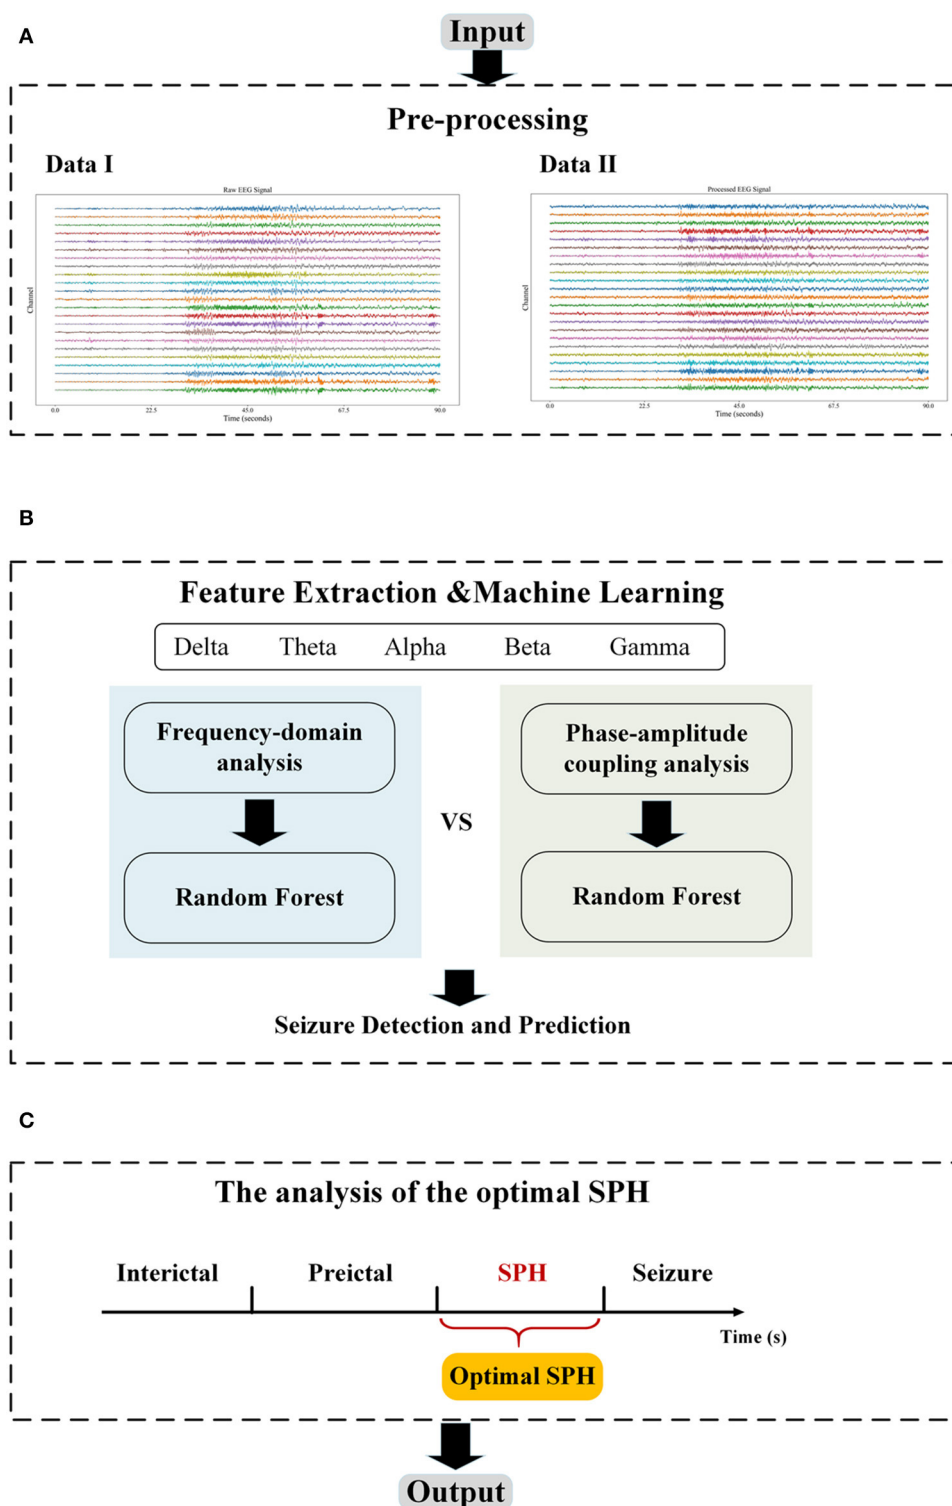 A
Input
Pre-processing
Data I
Data II
Raw EEG Signal
Processed EEG Signal
Channel
Channel
0.0 22.5 45.0 67.5 90.0
Time (seconds)
0.0 22.5 45.0 67.5 90.0
Time (seconds)
B
Feature Extraction &Machine Learning
Delta Theta Alpha Beta Gamma
Frequency-domain
analysis
Random Forest
VS
Phase-amplitude
coupling analysis
Random Forest
Seizure Detection and Prediction
C
The analysis of the optimal SPH
Interictal Preictal SPH Seizure
Time (s)
Optimal SPH
Output